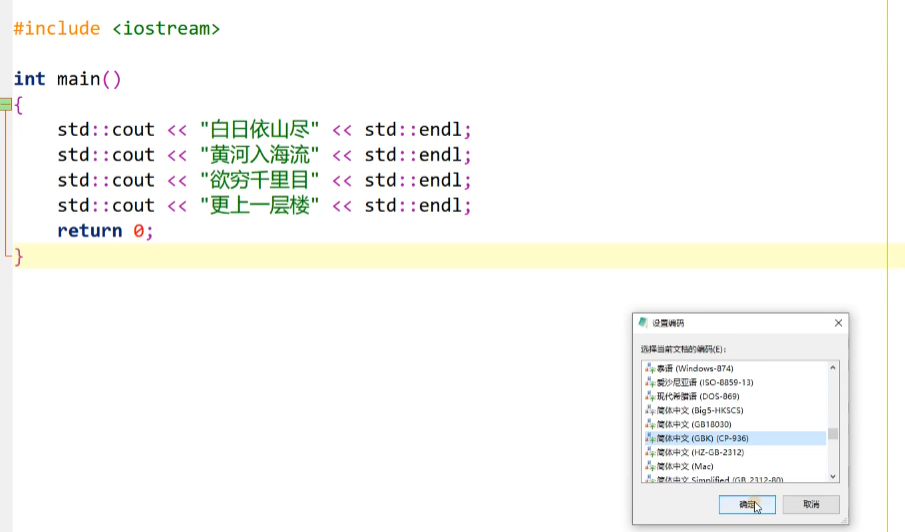 #include <iostream>
int main()
{
std::cout << "白日依山尽" << std::endl;
std::cout << "黄河入海流" << std::endl;
std::cout << "欲穷千里目" << std::endl;
std::cout << "更上一层楼" << std::endl;
return 0;
}
设置编码
选择当前文档的编码(E):
泰语 (Windows-874)
爱沙尼亚语 (ISO-8859-13)
现代希腊语 (DOS-869)
简体中文 (Big5-HKSCS)
简体中文 (GB18030)
简体中文 (GBK) (CP-936)
简体中文 (HZ-GB-2312)
简体中文 (Mac)
简体中文 Simplified (GB 2312-80)
确定
取消